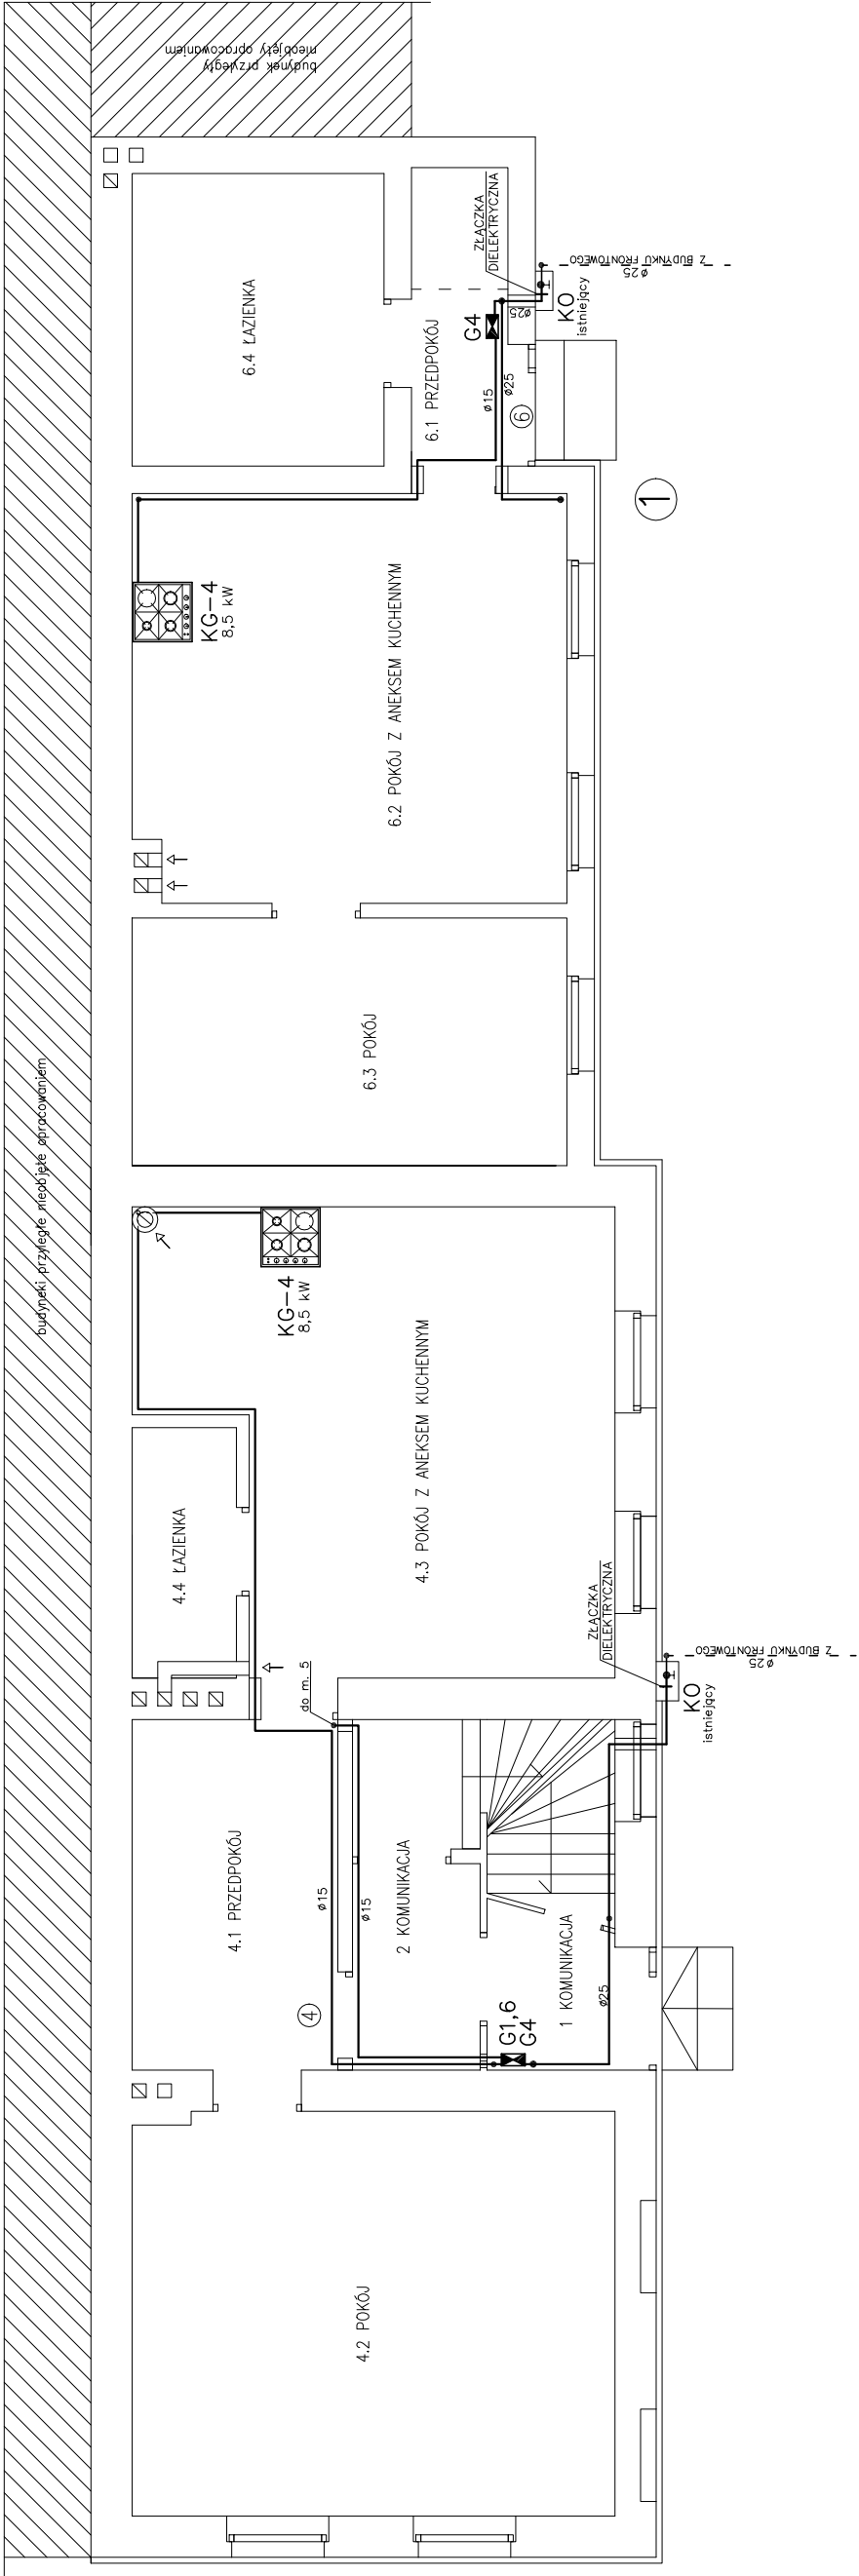 budynek przyległy
nieobjęty opracowaniem
budyneki przyległe nieobjęte opracowaniem
6.4 ŁAZIENKA
6.1 PRZEDPOKÓJ
ZŁĄCZKA
DIELEKTRYCZNA
Z BUDYNKU FRONTOWEGO
ø25
KO
istniejący
G4
ø25
ø15
ø25
6
1
KG-4
8,5 kW
6.2 POKÓJ Z ANEKSEM KUCHENNYM
6.3 POKÓJ
KG-4
8,5 kW
4.3 POKÓJ Z ANEKSEM KUCHENNYM
4.4 ŁAZIENKA
ZŁĄCZKA
DIELEKTRYCZNA
Z BUDYNKU FRONTOWEGO
ø25
KO
istniejący
do m. 5
4.1 PRZEDPOKÓJ
ø15
ø15
2 KOMUNIKACJA
1 KOMUNIKACJA
ø25
4
G1,6
G4
4.2 POKÓJ